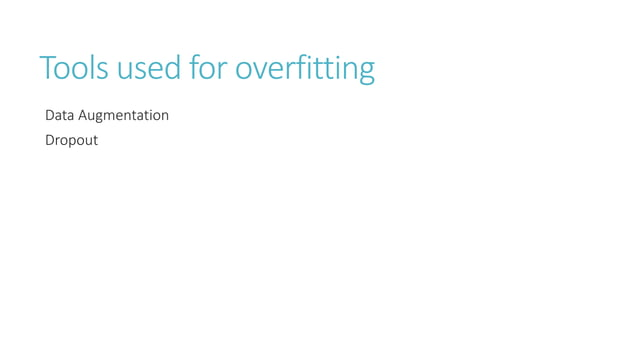 Tools used for overfitting
Data Augmentation
Dropout